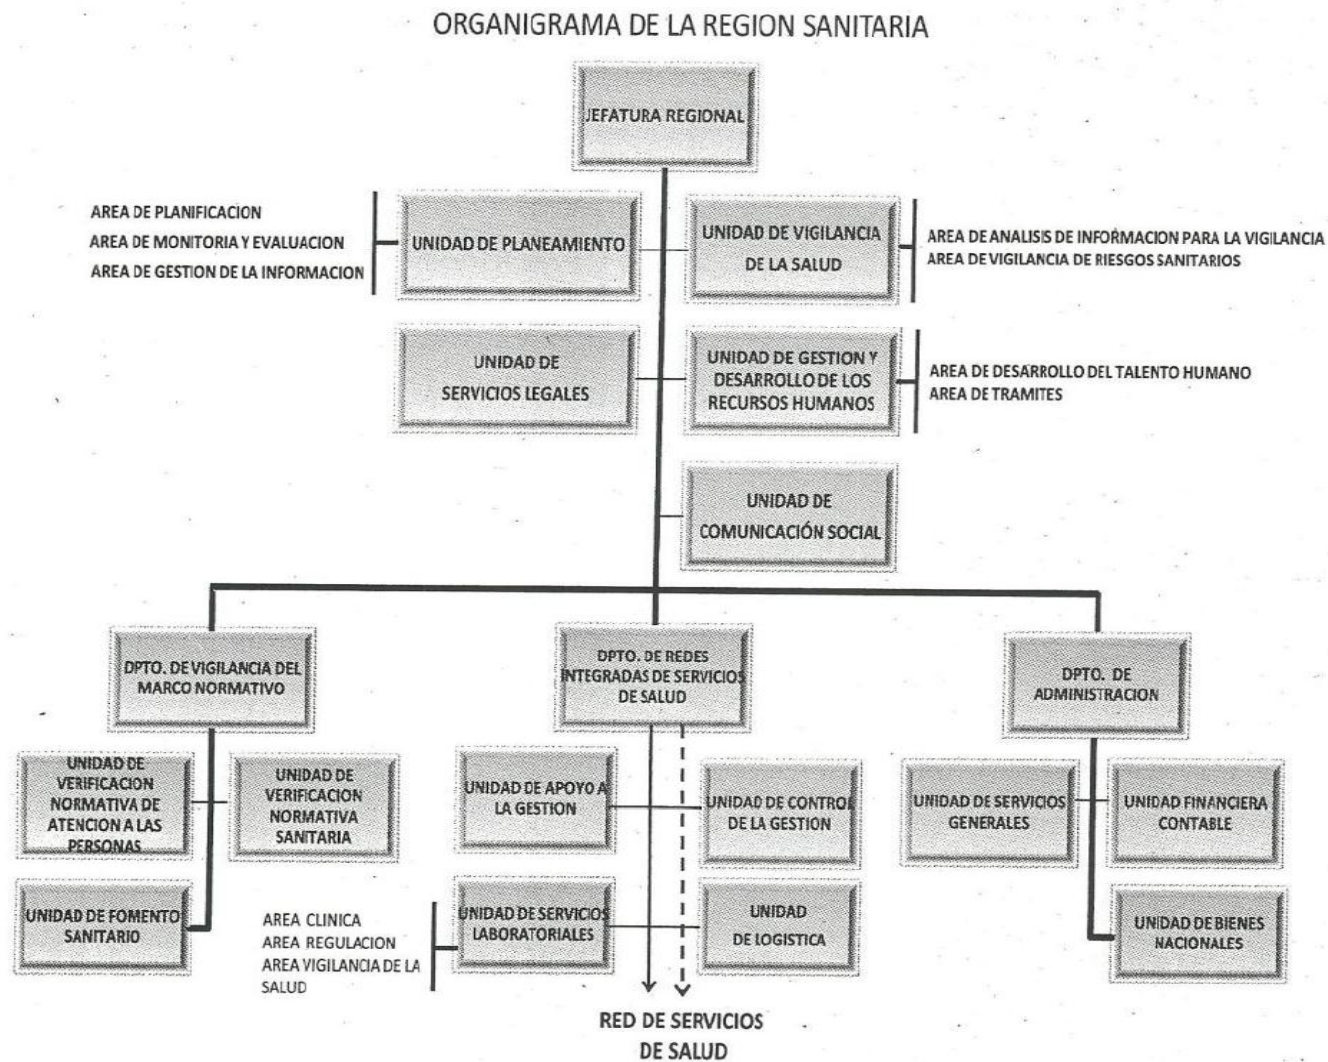 ORGANIGRAMA DE LA REGION SANITARIA
JEFATURA REGIONAL
AREA DE PLANIFICACION
AREA DE MONITORIA Y EVALUACION
AREA DE GESTION DE LA INFORMACION
UNIDAD DE PLANEAMIENTO
UNIDAD DE VIGILANCIA
DE LA SALUD
AREA DE ANALISIS DE INFORMACION PARA LA VIGILANCIA
AREA DE VIGILANCIA DE RIESGOS SANITARIOS
UNIDAD DE
SERVICIOS LEGALES
UNIDAD DE GESTION Y
DESARROLLO DE LOS
RECURSOS HUMANOS
AREA DE DESARROLLO DEL TALENTO HUMANO
AREA DE TRAMITES
UNIDAD DE
COMUNICACIÓN SOCIAL
DPTO. DE VIGILANCIA DEL
MARCO NORMATIVO
DPTO. DE REDES
INTEGRADAS DE SERVICIOS
DE SALUD
DPTO. DE
ADMINISTRACION
UNIDAD DE
VERIFICACION
NORMATIVA DE
ATENCION A LAS
PERSONAS
UNIDAD DE
VERIFICACION
NORMATIVA
SANITARIA
UNIDAD DE APOYO A
LA GESTION
UNIDAD DE CONTROL
DE LA GESTION
UNIDAD DE SERVICIOS
GENERALES
UNIDAD FINANCIERA
CONTABLE
UNIDAD DE FOMENTO
SANITARIO
AREA CLINICA
AREA REGULACION
AREA VIGILANCIA DE LA
SALUD
UNIDAD DE SERVICIOS
LABORATORIALES
UNIDAD
DE LOGISTICA
UNIDAD DE BIENES
NACIONALES
RED DE SERVICIOS
DE SALUD